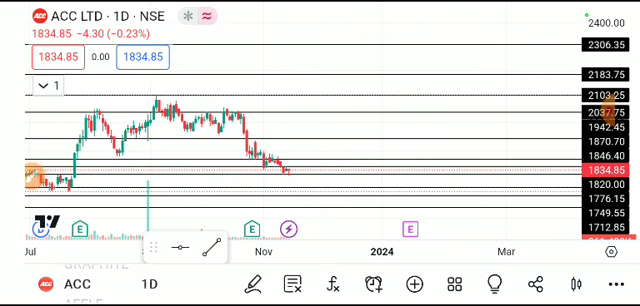 ACC LTD · 1D · NSE
1834.85 −4.30 (−0.23%)
1834.85 0.00 1834.85
1
2400.00
2306.35
2183.75
2103.25
2037.75
1942.45
1870.70
1846.40
1834.85
1820.00
1776.15
1749.55
1712.85
E E E
Jul Nov 2024 Mar
GRAPHITE
ACC 1D
APPLE